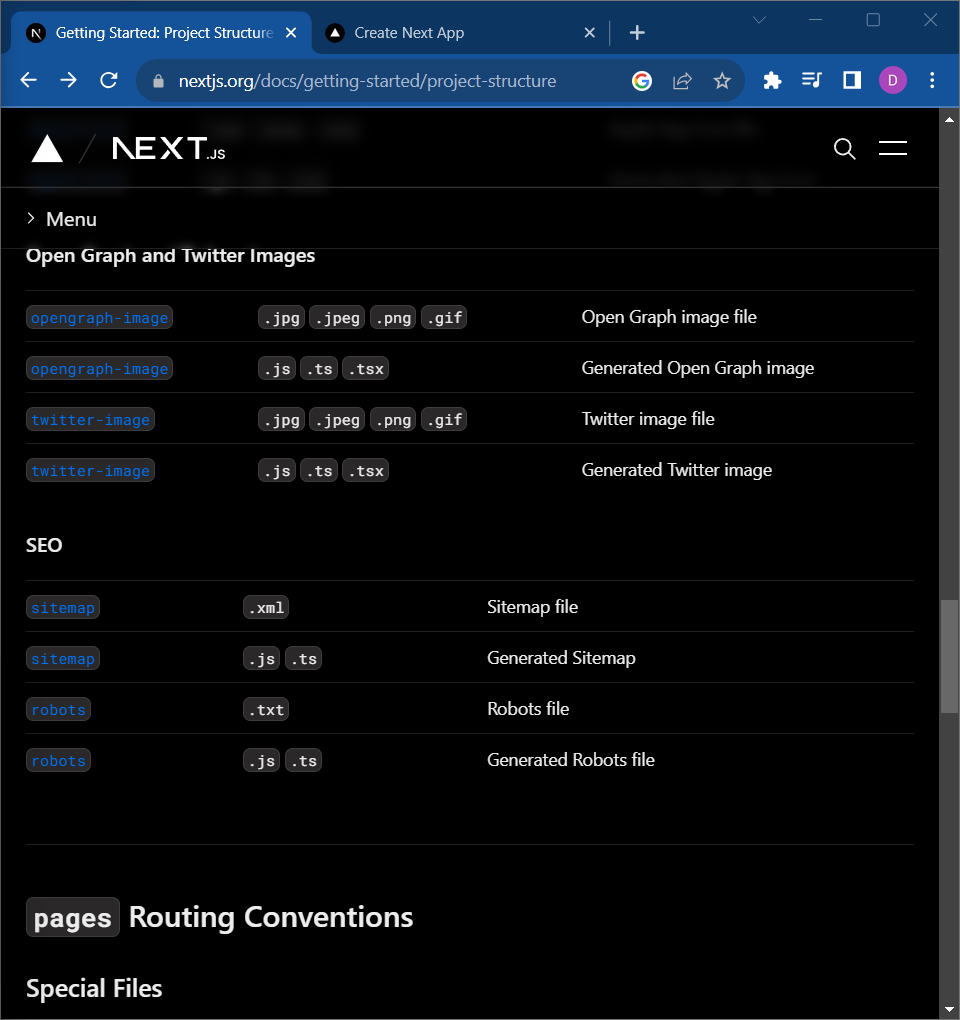 Getting Started: Project Structure
Create Next App
nextjs.org/docs/getting-started/project-structure
D
NEXT.JS
Menu
Open Graph and Twitter Images
opengraph-image .jpg .jpeg .png .gif Open Graph image file
opengraph-image .js .ts .tsx Generated Open Graph image
twitter-image .jpg .jpeg .png .gif Twitter image file
twitter-image .js .ts .tsx Generated Twitter image
SEO
sitemap .xml Sitemap file
sitemap .js .ts Generated Sitemap
robots .txt Robots file
robots .js .ts Generated Robots file
pages Routing Conventions
Special Files